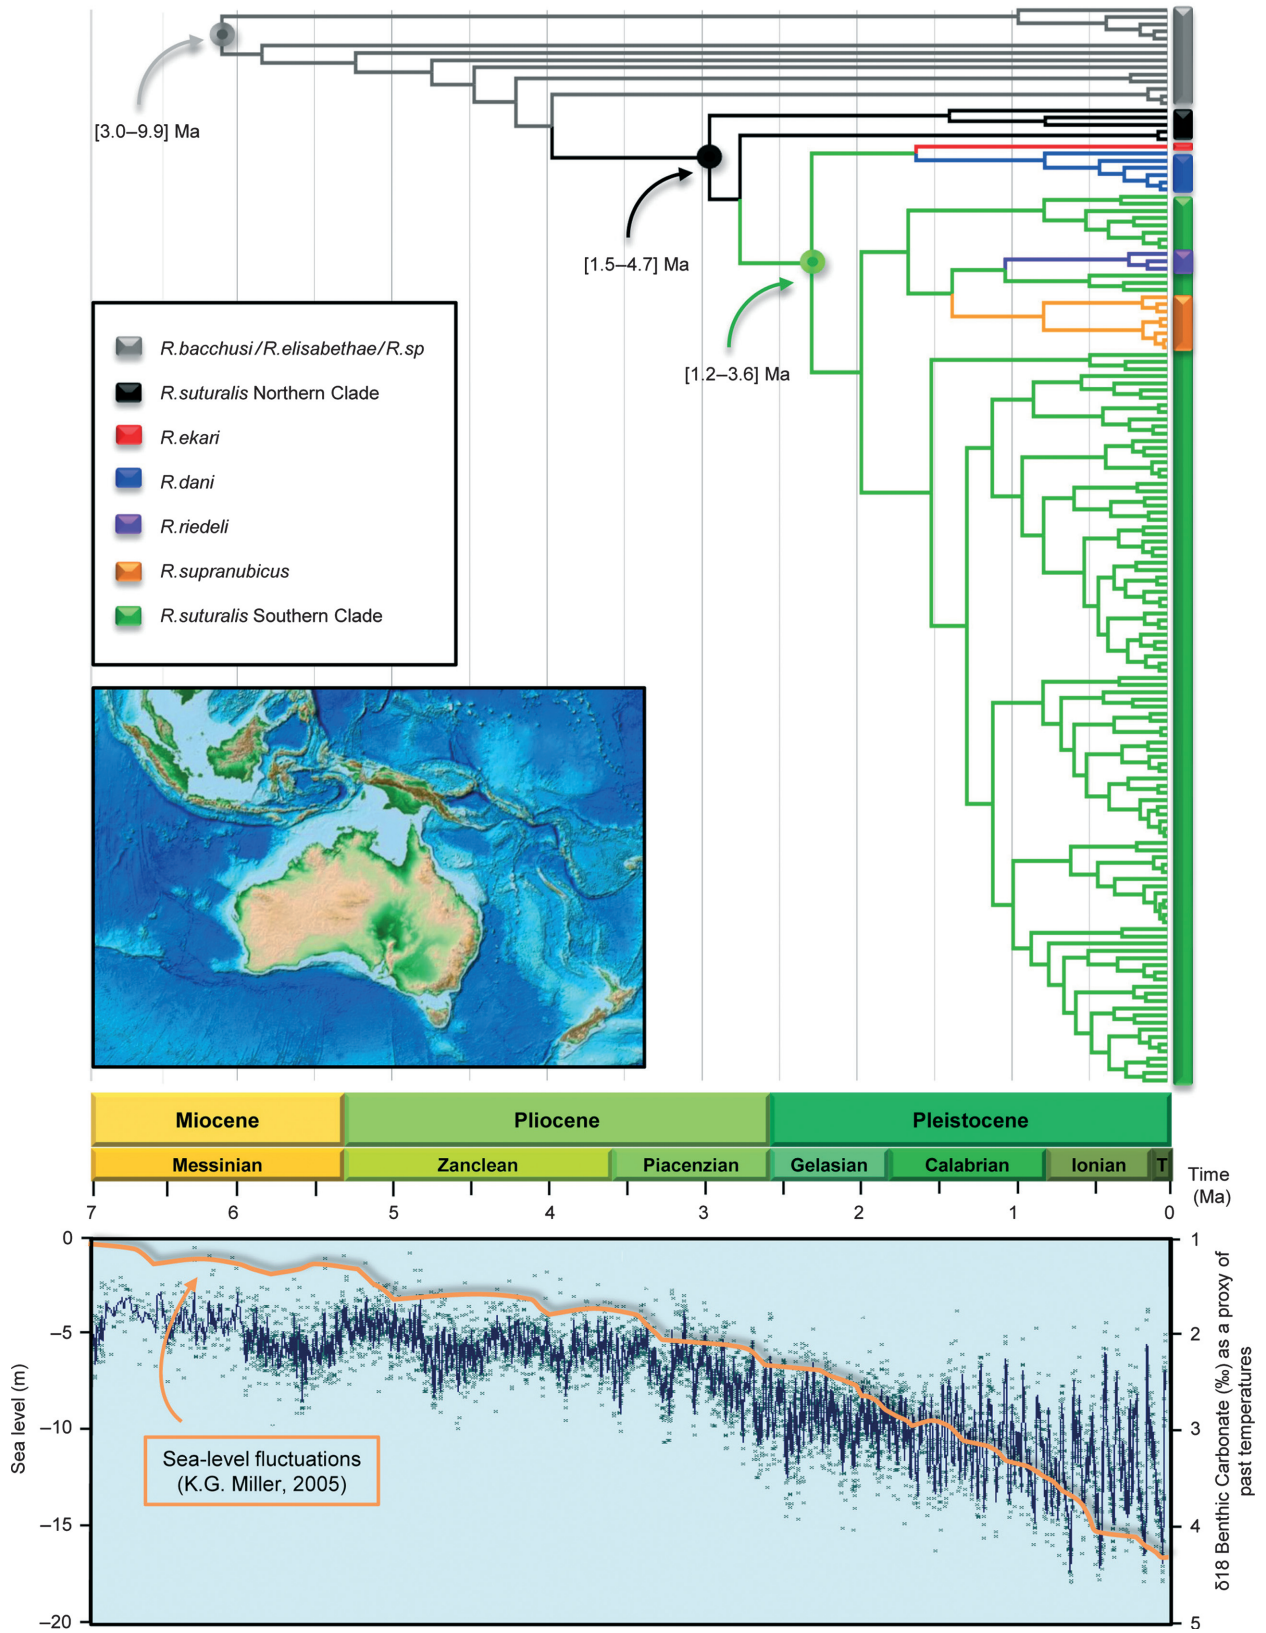 [3.0–9.9] Ma
[1.5–4.7] Ma
[1.2–3.6] Ma
R.bacchusi/R.elisabethae/R.sp
R.suturalis Northern Clade
R.ekari
R.dani
R.riedeli
R.supranubicus
R.suturalis Southern Clade
Miocene Pliocene Pleistocene
Messinian Zanclean Piacenzian Gelasian Calabrian Ionian T
Time
(Ma)
7 6 5 4 3 2 1 0
0
–5
–10
–15
–20
Sea level (m)
Sea-level fluctuations
(K.G. Miller, 2005)
1
2
3
4
5
δ18 Benthic Carbonate (‰) as a proxy of
past temperatures